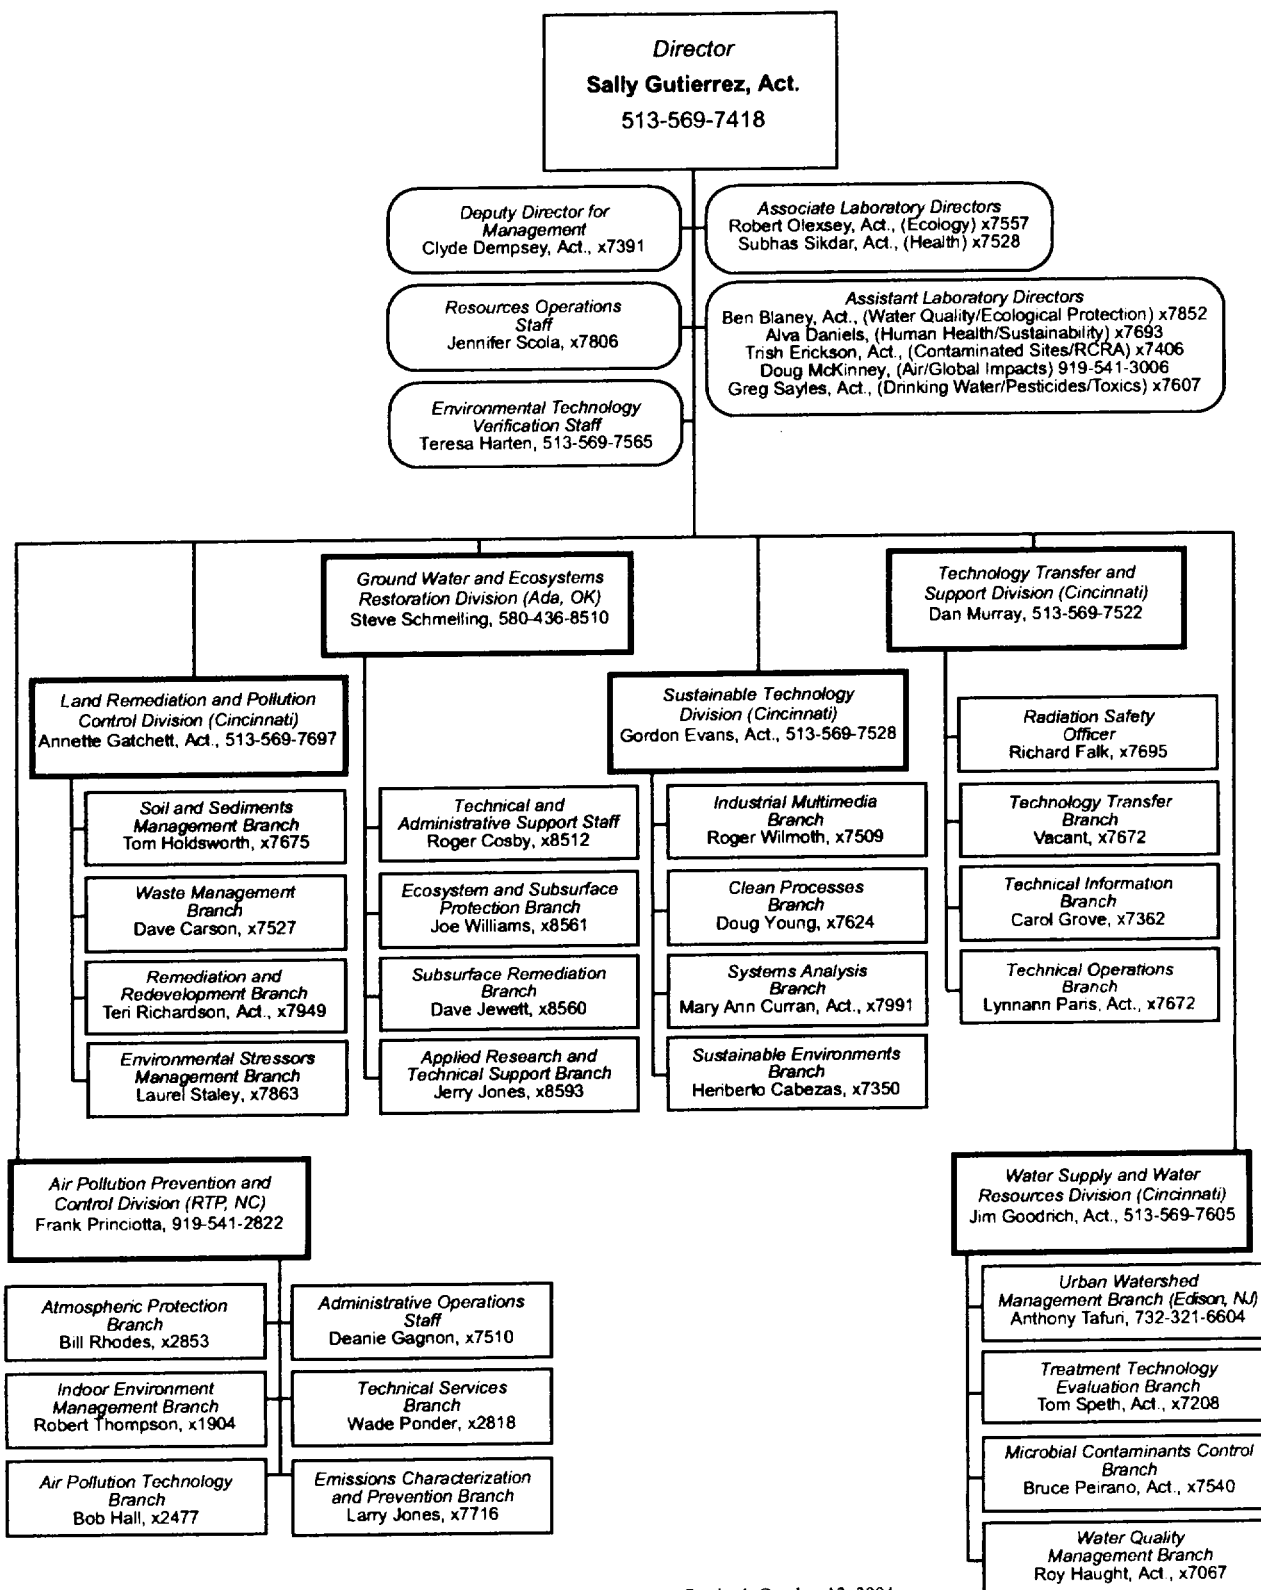 Director
Sally Gutierrez, Act.
513-569-7418
Deputy Director for
Management
Clyde Dempsey, Act., x7391
Associate Laboratory Directors
Robert Olexsey, Act., (Ecology) x7557
Subhas Sikdar, Act., (Health) x7528
Resources Operations
Staff
Jennifer Scola, x7806
Assistant Laboratory Directors
Ben Blaney, Act., (Water Quality/Ecological Protection) x7852
Alva Daniels, (Human Health/Sustainability) x7693
Trish Erickson, Act., (Contaminated Sites/RCRA) x7406
Doug McKinney, (Air/Global Impacts) 919-541-3006
Greg Sayles, Act., (Drinking Water/Pesticides/Toxics) x7607
Environmental Technology
Verification Staff
Teresa Harten, 513-569-7565
Ground Water and Ecosystems
Restoration Division (Ada, OK)
Steve Schmelling, 580-436-8510
Technology Transfer and
Support Division (Cincinnati)
Dan Murray, 513-569-7522
Land Remediation and Pollution
Control Division (Cincinnati)
Annette Gatchett, Act., 513-569-7697
Sustainable Technology
Division (Cincinnati)
Gordon Evans, Act., 513-569-7528
Soil and Sediments
Management Branch
Tom Holdsworth, x7675
Waste Management
Branch
Dave Carson, x7527
Remediation and
Redevelopment Branch
Teri Richardson, Act., x7949
Environmental Stressors
Management Branch
Laurel Staley, x7863
Technical and
Administrative Support Staff
Roger Cosby, x8512
Ecosystem and Subsurface
Protection Branch
Joe Williams, x8561
Subsurface Remediation
Branch
Dave Jewett, x8560
Applied Research and
Technical Support Branch
Jerry Jones, x8593
Industrial Multimedia
Branch
Roger Wilmoth, x7509
Clean Processes
Branch
Doug Young, x7624
Systems Analysis
Branch
Mary Ann Curran, Act., x7991
Sustainable Environments
Branch
Heriberto Cabezas, x7350
Radiation Safety
Officer
Richard Falk, x7695
Technology Transfer
Branch
Vacant, x7672
Technical Information
Branch
Carol Grove, x7362
Technical Operations
Branch
Lynnann Paris, Act., x7672
Air Pollution Prevention and
Control Division (RTP, NC)
Frank Princiotta, 919-541-2822
Atmospheric Protection
Branch
Bill Rhodes, x2853
Indoor Environment
Management Branch
Robert Thompson, x1904
Air Pollution Technology
Branch
Bob Hall, x2477
Administrative Operations
Staff
Deanie Gagnon, x7510
Technical Services
Branch
Wade Ponder, x2818
Emissions Characterization
and Prevention Branch
Larry Jones, x7716
Water Supply and Water
Resources Division (Cincinnati)
Jim Goodrich, Act., 513-569-7605
Urban Watershed
Management Branch (Edison, NJ)
Anthony Tafuri, 732-321-6604
Treatment Technology
Evaluation Branch
Tom Speth, Act., x7208
Microbial Contaminants Control
Branch
Bruce Peirano, Act., x7540
Water Quality
Management Branch
Roy Haught, Act., x7067